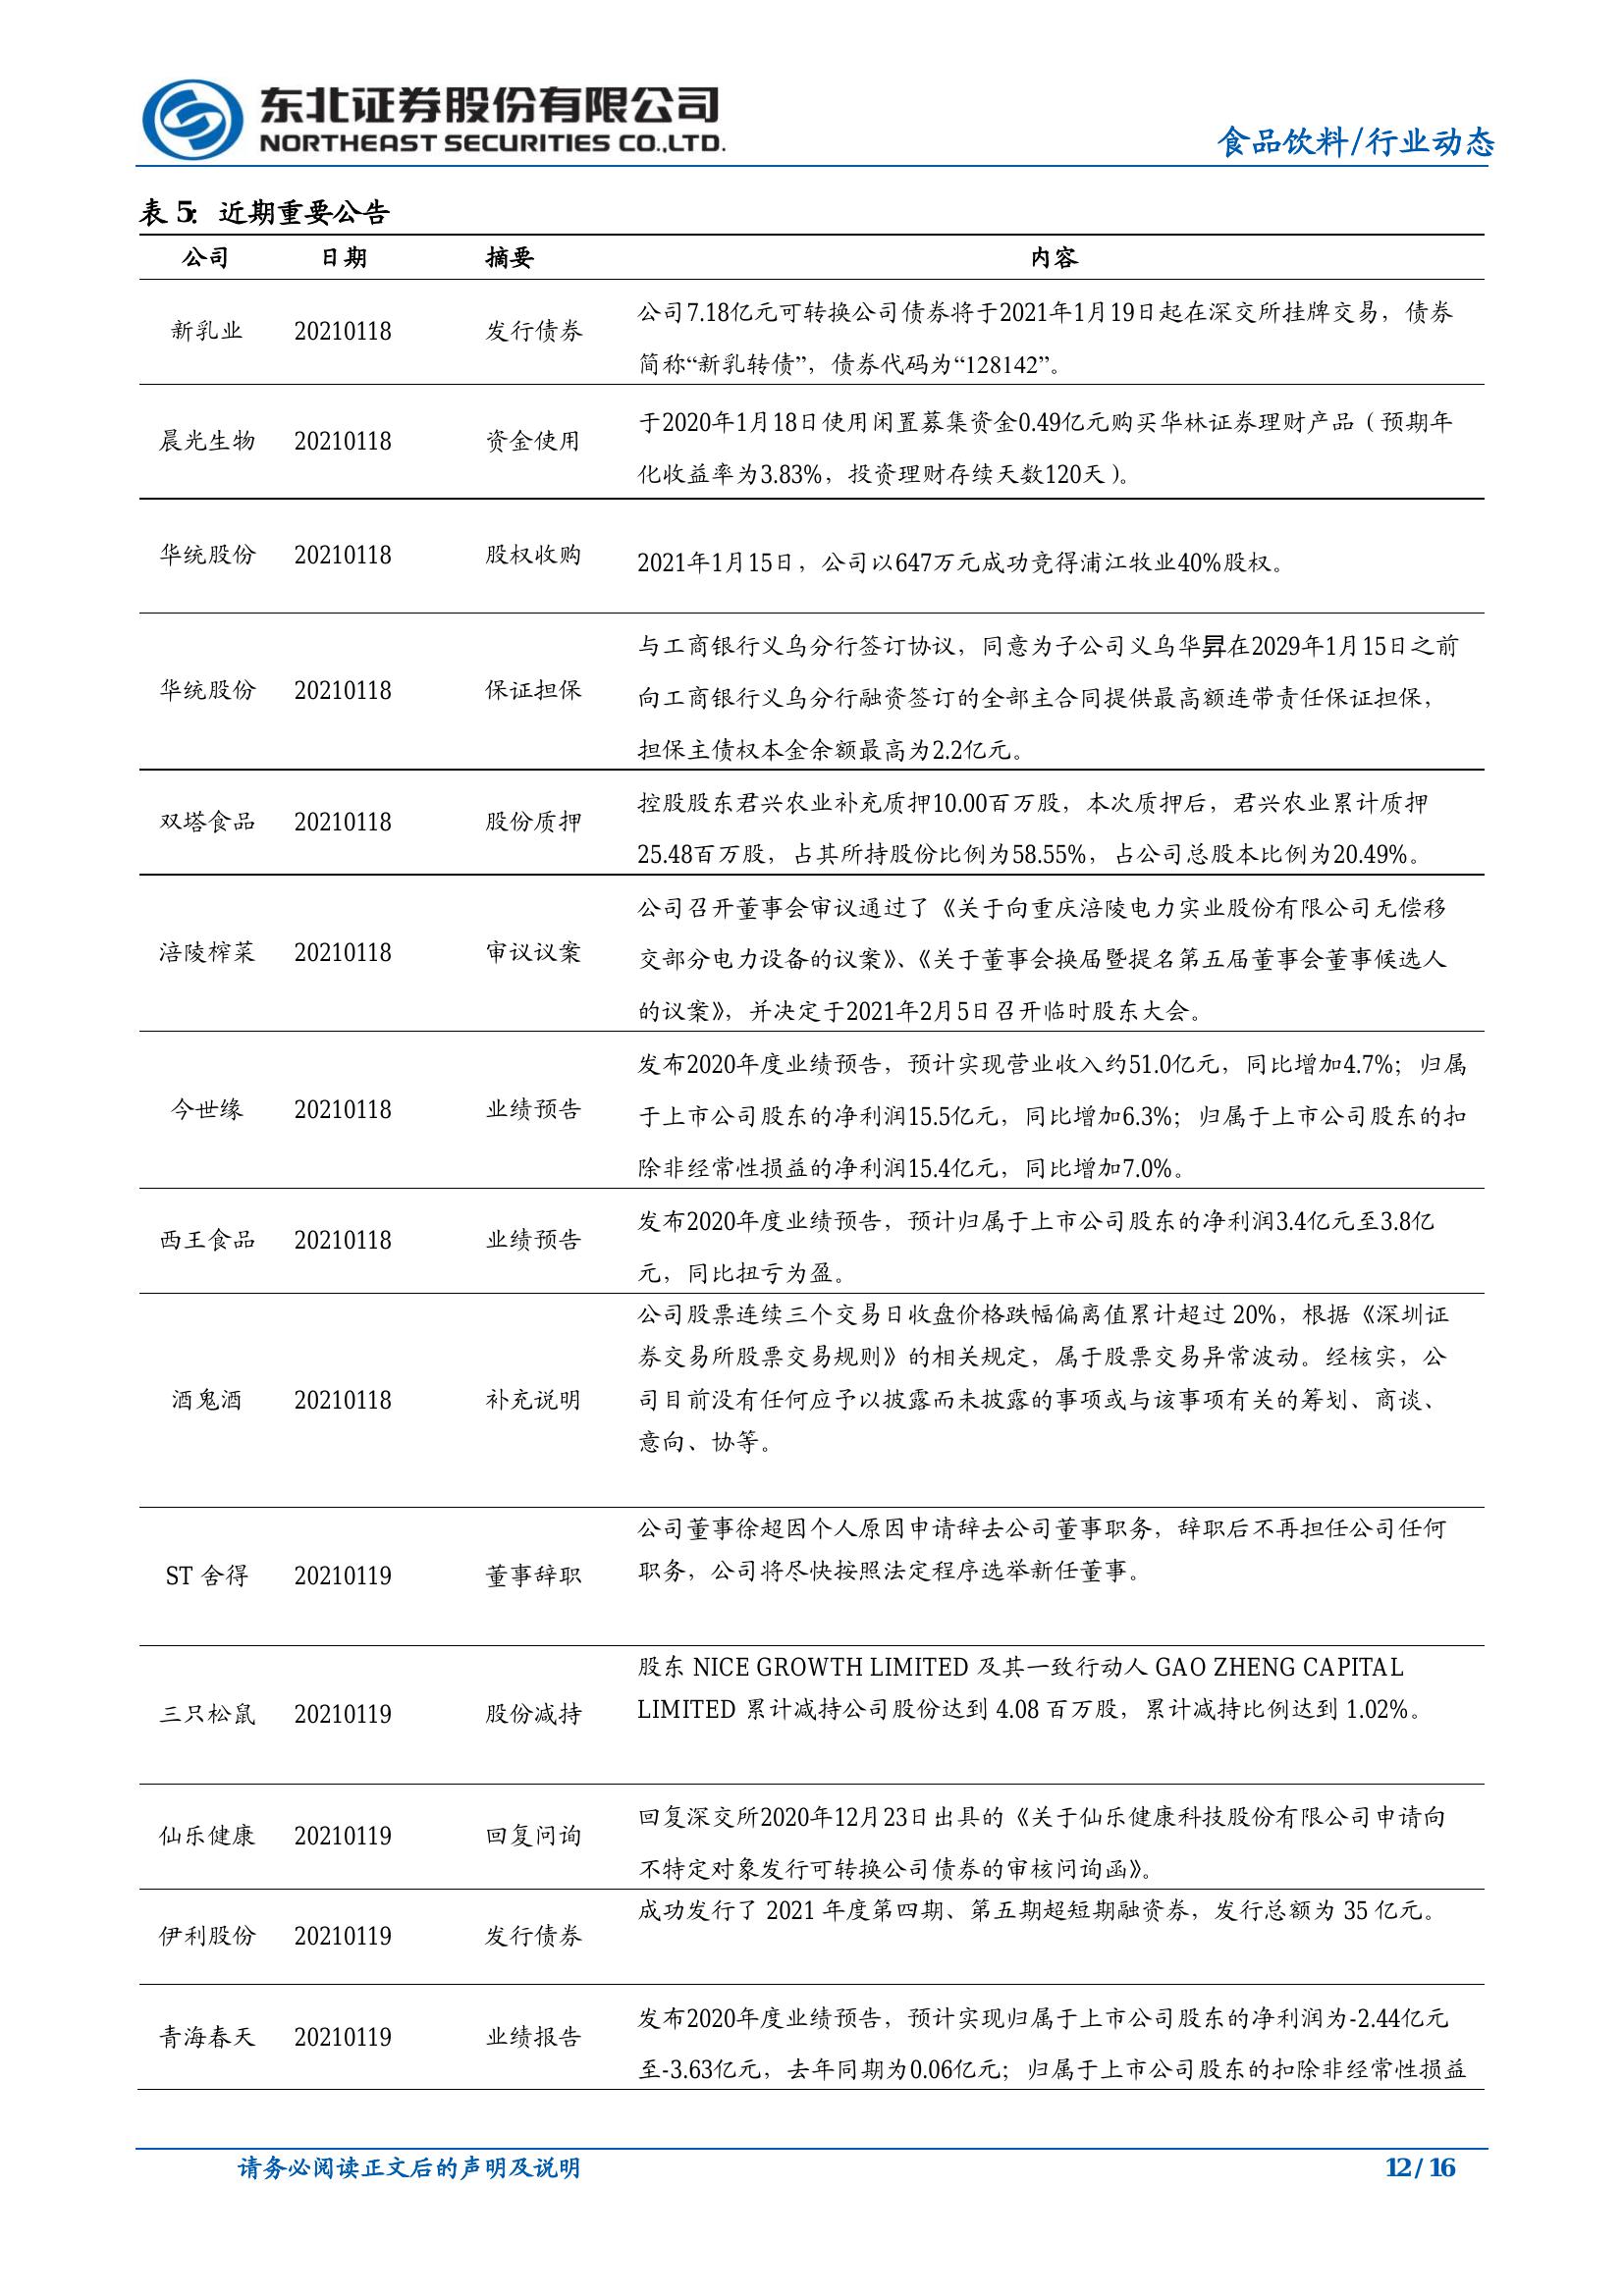 东北证券股份有限公司
NORTHEAST SECURITIES CO.,LTD.
食品饮料/行业动态
表 5: 近期重要公告
公司 日期 摘要 内容
新乳业 20210118 发行债券
公司7.18亿元可转换公司债券将于2021年1月19日起在深交所挂牌交易，债券
简称“新乳转债”，债券代码为“128142”。
晨光生物 20210118 资金使用
于2020年1月18日使用闲置募集资金0.49亿元购买华林证券理财产品（预期年
化收益率为3.83%，投资理财存续天数120天）。
华统股份 20210118 股权收购
2021年1月15日，公司以647万元成功竞得浦江牧业40%股权。
华统股份 20210118 保证担保
与工商银行义乌分行签订协议，同意为子公司义乌华昇在2029年1月15日之前
向工商银行义乌分行融资签订的全部主合同提供最高额连带责任保证担保，
担保主债权本金余额最高为2.2亿元。
双塔食品 20210118 股份质押
控股股东君兴农业补充质押10.00百万股，本次质押后，君兴农业累计质押
25.48百万股，占其所持股份比例为58.55%，占公司总股本比例为20.49%。
涪陵榨菜 20210118 审议议案
公司召开董事会审议通过了《关于向重庆涪陵电力实业股份有限公司无偿移
交部分电力设备的议案》、《关于董事会换届暨提名第五届董事会董事候选人
的议案》，并决定于2021年2月5日召开临时股东大会。
今世缘 20210118 业绩预告
发布2020年度业绩预告，预计实现营业收入约51.0亿元，同比增加4.7%；归属
于上市公司股东的净利润15.5亿元，同比增加6.3%；归属于上市公司股东的扣
除非经常性损益的净利润15.4亿元，同比增加7.0%。
西王食品 20210118 业绩预告
发布2020年度业绩预告，预计归属于上市公司股东的净利润3.4亿元至3.8亿
元，同比扭亏为盈。
酒鬼酒 20210118 补充说明
公司股票连续三个交易日收盘价格跌幅偏离值累计超过 20%，根据《深圳证
券交易所股票交易规则》的相关规定，属于股票交易异常波动。经核实，公
司目前没有任何应予以披露而未披露的事项或与该事项有关的筹划、商谈、
意向、协等。
ST 舍得 20210119 董事辞职
公司董事徐超因个人原因申请辞去公司董事职务，辞职后不再担任公司任何
职务，公司将尽快按照法定程序选举新任董事。
三只松鼠 20210119 股份减持
股东 NICE GROWTH LIMITED 及其一致行动人 GAO ZHENG CAPITAL
LIMITED 累计减持公司股份达到 4.08 百万股，累计减持比例达到 1.02%。
仙乐健康 20210119 回复问询
回复深交所2020年12月23日出具的《关于仙乐健康科技股份有限公司申请向
不特定对象发行可转换公司债券的审核问询函》。
伊利股份 20210119 发行债券
成功发行了 2021 年度第四期、第五期超短期融资券，发行总额为 35 亿元。
青海春天 20210119 业绩报告
发布2020年度业绩预告，预计实现归属于上市公司股东的净利润为-2.44亿元
至-3.63亿元，去年同期为0.06亿元；归属于上市公司股东的扣除非经常性损益
请务必阅读正文后的声明及说明 12 / 16